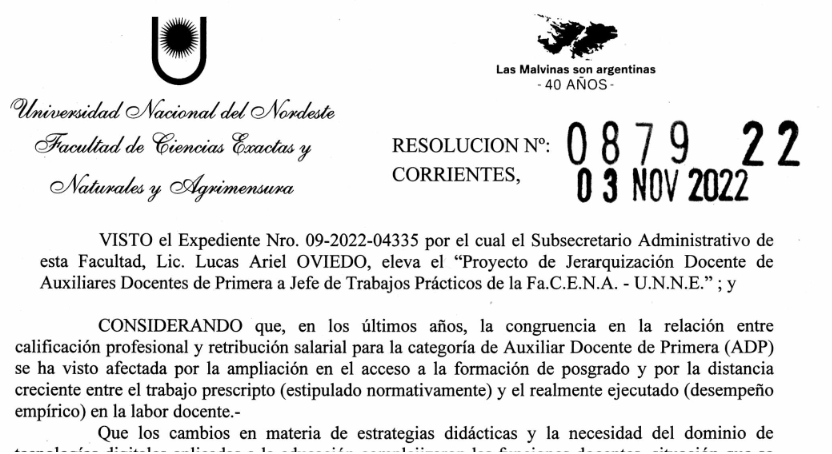 Las Malvinas son argentinas
- 40 AÑOS -
Universidad Nacional del Nordeste
Facultad de Ciencias Exactas y
Naturales y Agrimensura
RESOLUCION Nº: 0879 22
CORRIENTES, 03 NOV 2022
VISTO el Expediente Nro. 09-2022-04335 por el cual el Subsecretario Administrativo de
esta Facultad, Lic. Lucas Ariel OVIEDO, eleva el “Proyecto de Jerarquización Docente de
Auxiliares Docentes de Primera a Jefe de Trabajos Prácticos de la Fa.C.E.N.A. - U.N.N.E.” ; y
CONSIDERANDO que, en los últimos años, la congruencia en la relación entre
calificación profesional y retribución salarial para la categoría de Auxiliar Docente de Primera (ADP)
se ha visto afectada por la ampliación en el acceso a la formación de posgrado y por la distancia
creciente entre el trabajo prescripto (estipulado normativamente) y el realmente ejecutado (desempeño
empírico) en la labor docente.-
Que los cambios en materia de estrategias didácticas y la necesidad del dominio de